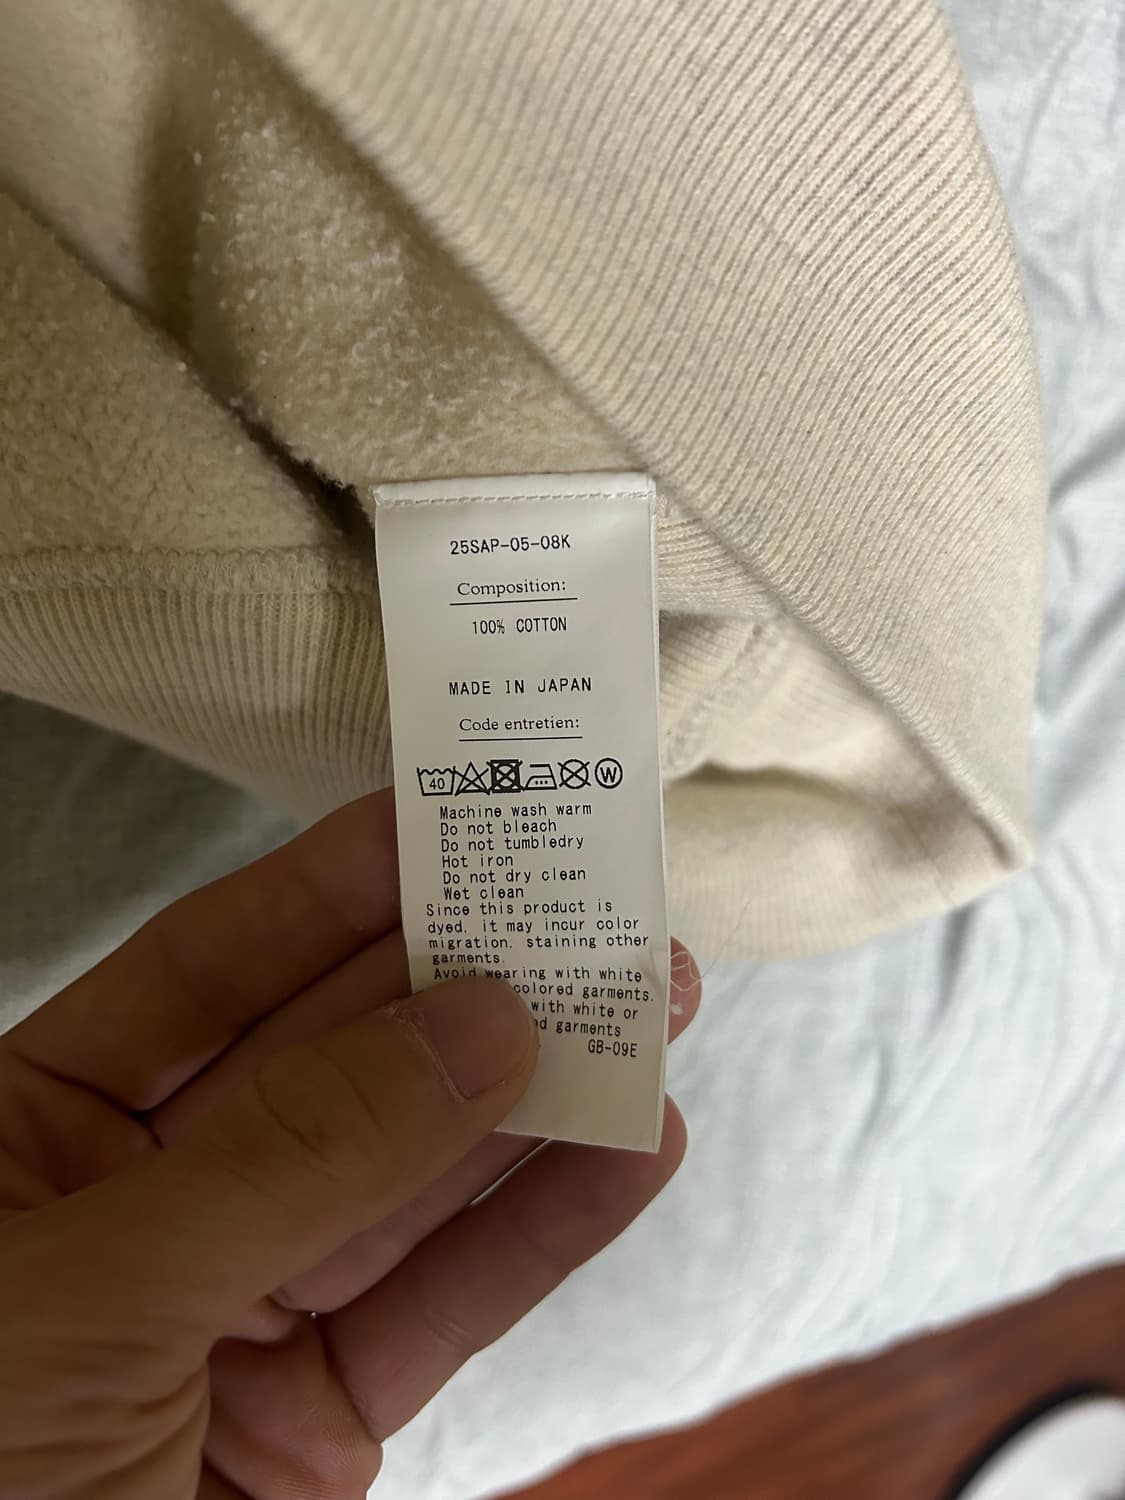 25SAP-05-08K
Composition:
100% COTTON
MADE IN JAPAN
Code entretien:
40 W
Machine wash warm
Do not bleach
Do not tumbledry
Hot iron
Do not dry clean
Wet clean
Since this product is
dyed, it may incur color
migration, staining other
garments.
Avoid wearing with white
colored garments.
with white or
garments
GB-09E